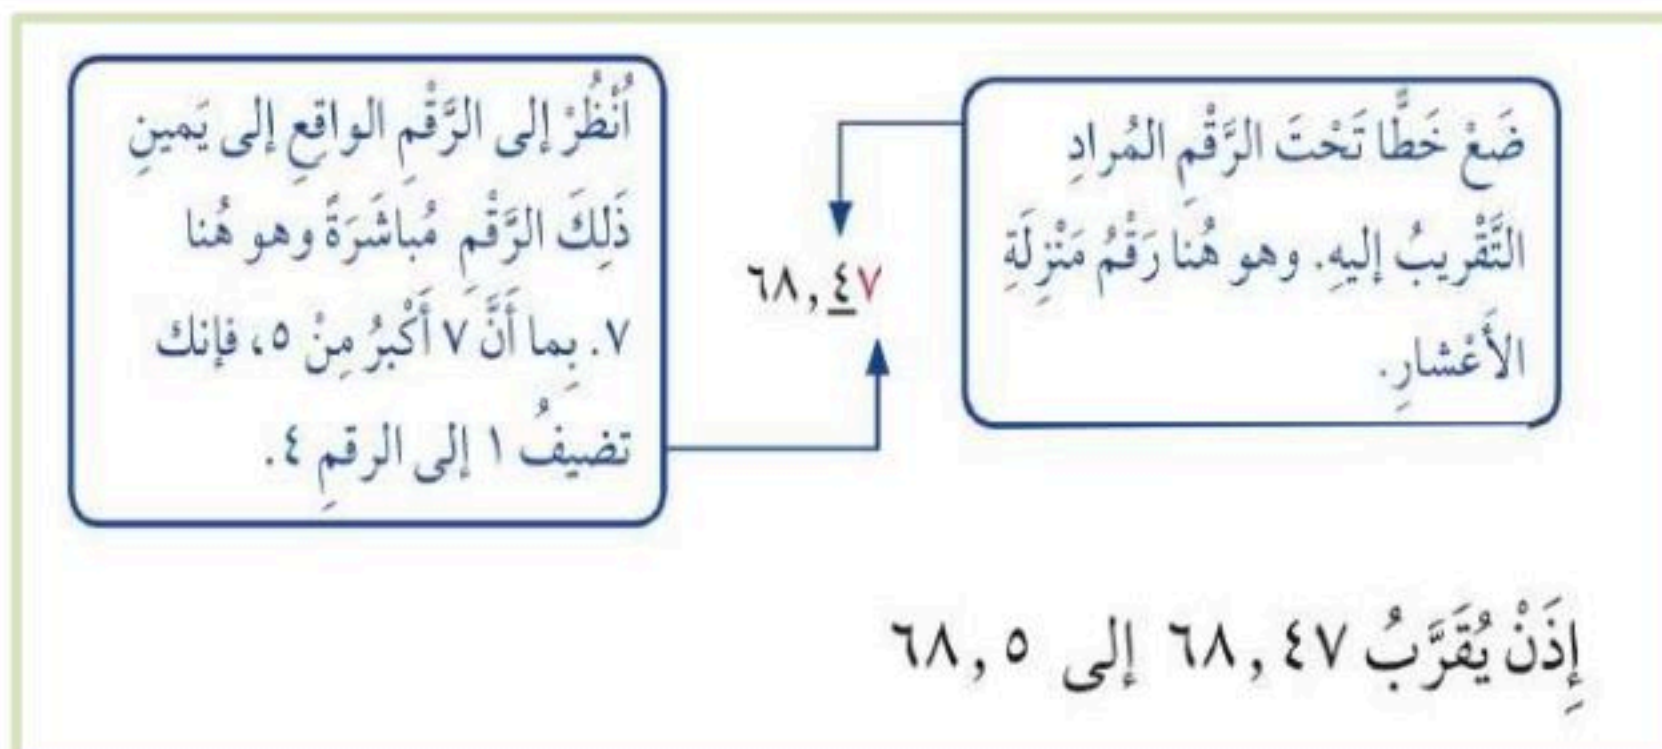 ضَعْ خَطًّا تَحْتَ الرَّقْمِ المُرادِ
التَّقْريبُ إليهِ. وهو هُنا رَقْمُ مَنْزِلَةِ
الأَعْشارِ.
٦٨,٤٧
اُنْظُرْ إلى الرَّقْمِ الواقِعِ إلى يَمينِ
ذَلِكَ الرَّقْمِ مُباشَرَةً وهو هُنا
٧. بِما أَنَّ ٧ أَكْبرُ مِنْ ٥، فإنك
تضيفُ ١ إلى الرقمِ ٤.
إِذَنْ يُقَرَّبُ ٦٨,٤٧ إلى ٦٨,٥